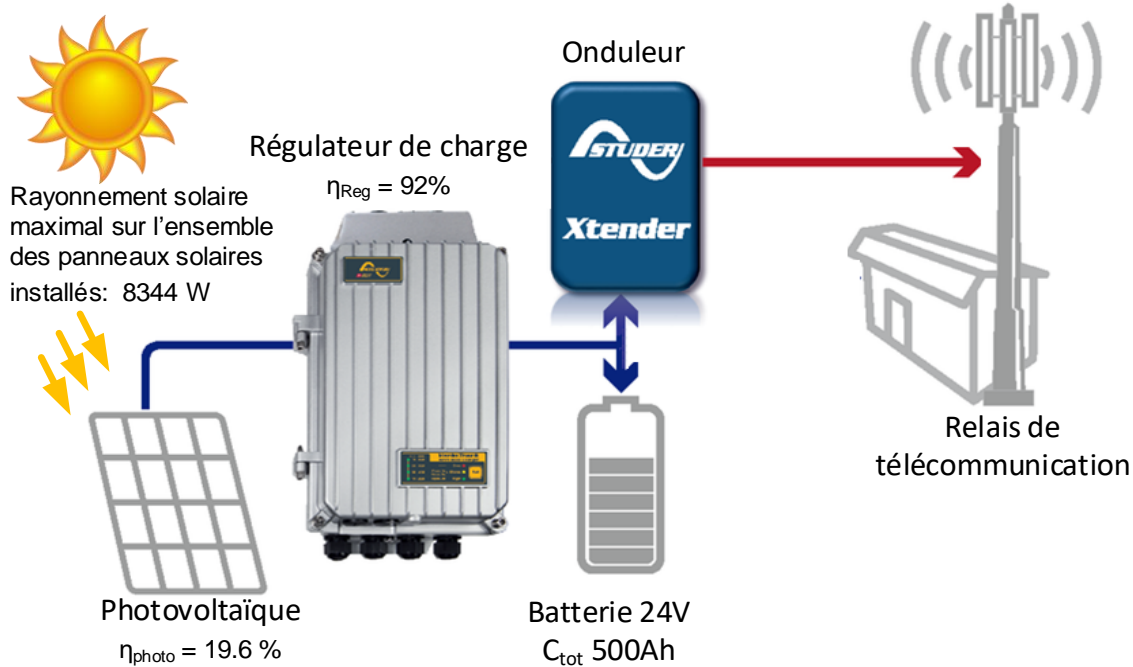 Onduleur
STUDER
Xtender
Régulateur de charge
ηReg = 92%
Rayonnement solaire
maximal sur l’ensemble
des panneaux solaires
installés: 8344 W
Photovoltaïque
ηphoto = 19.6 %
Batterie 24V
Ctot 500Ah
Relais de
télécommunication